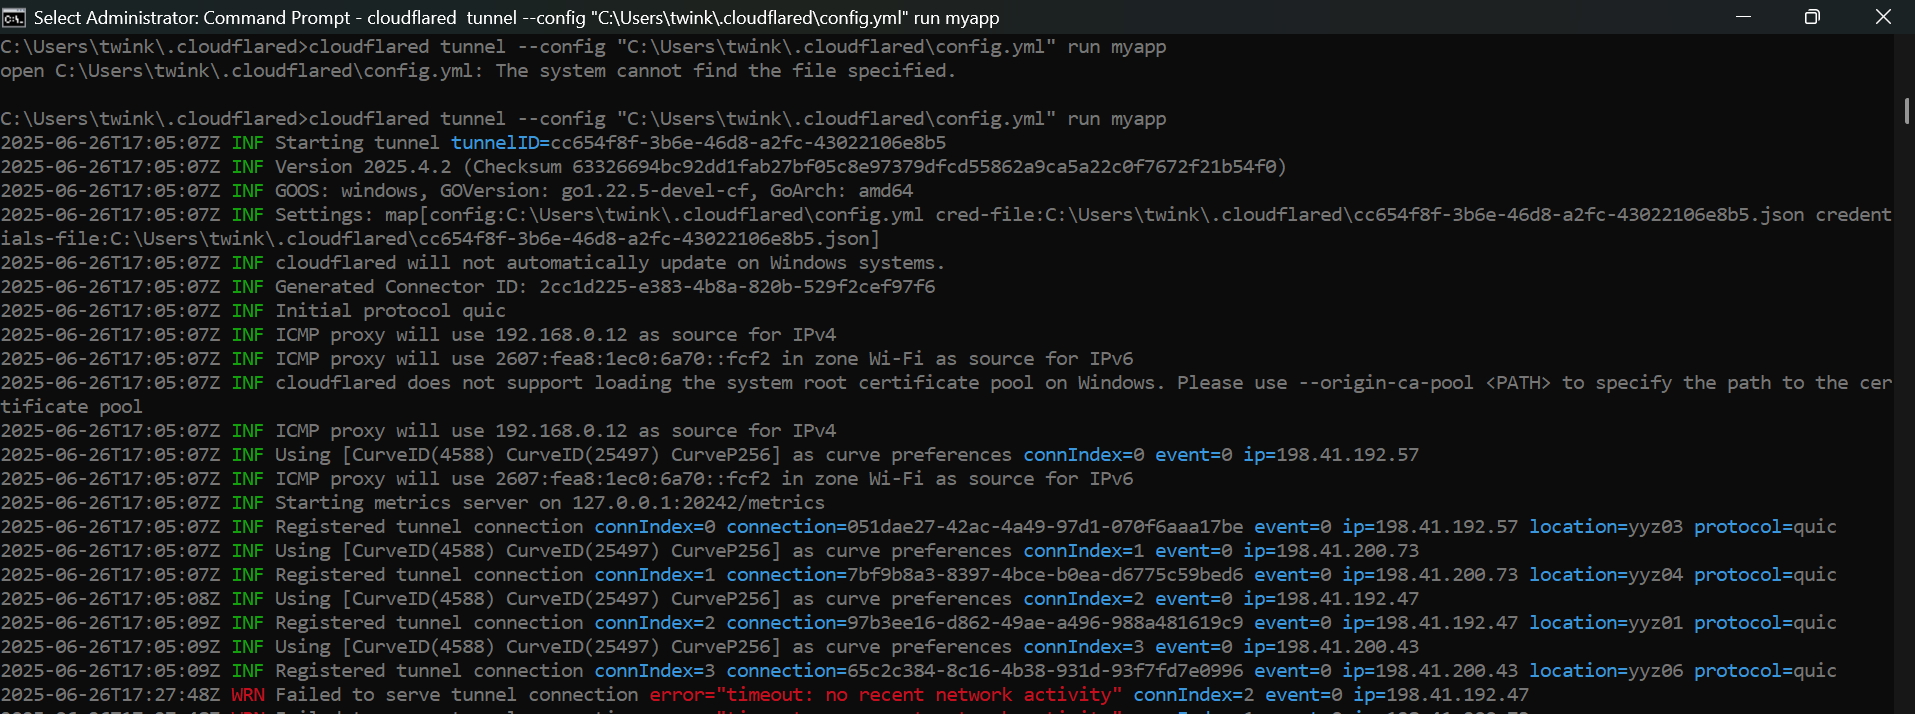 Select Administrator: Command Prompt - cloudflared  tunnel --config "C:\Users\twink\.cloudflared\config.yml" run myapp
C:\Users\twink\.cloudflared>cloudflared tunnel --config "C:\Users\twink\.cloudflared\config.yml" run myapp
open C:\Users\twink\.cloudflared\config.yml: The system cannot find the file specified.
C:\Users\twink\.cloudflared>cloudflared tunnel --config "C:\Users\twink\.cloudflared\config.yml" run myapp
2025-06-26T17:05:07Z INF Starting tunnel tunnelID=cc654f8f-3b6e-46d8-a2fc-43022106e8b5
2025-06-26T17:05:07Z INF Version 2025.4.2 (Checksum 63326694bc92dd1fab27bf05c8e97379dfcd55862a9ca5a22c0f7672f21b54f0)
2025-06-26T17:05:07Z INF GOOS: windows, GOVersion: go1.22.5-devel-cf, GoArch: amd64
2025-06-26T17:05:07Z INF Settings: map[config:C:\Users\twink\.cloudflared\config.yml cred-file:C:\Users\twink\.cloudflared\cc654f8f-3b6e-46d8-a2fc-43022106e8b5.json credent
ials-file:C:\Users\twink\.cloudflared\cc654f8f-3b6e-46d8-a2fc-43022106e8b5.json]
2025-06-26T17:05:07Z INF cloudflared will not automatically update on Windows systems.
2025-06-26T17:05:07Z INF Generated Connector ID: 2cc1d225-e383-4b8a-820b-529f2cef97f6
2025-06-26T17:05:07Z INF Initial protocol quic
2025-06-26T17:05:07Z INF ICMP proxy will use 192.168.0.12 as source for IPv4
2025-06-26T17:05:07Z INF ICMP proxy will use 2607:fea8:1ec0:6a70::fcf2 in zone Wi-Fi as source for IPv6
2025-06-26T17:05:07Z INF cloudflared does not support loading the system root certificate pool on Windows. Please use --origin-ca-pool <PATH> to specify the path to the cer
tificate pool
2025-06-26T17:05:07Z INF ICMP proxy will use 192.168.0.12 as source for IPv4
2025-06-26T17:05:07Z INF Using [CurveID(4588) CurveID(25497) CurveP256] as curve preferences connIndex=0 event=0 ip=198.41.192.57
2025-06-26T17:05:07Z INF ICMP proxy will use 2607:fea8:1ec0:6a70::fcf2 in zone Wi-Fi as source for IPv6
2025-06-26T17:05:07Z INF Starting metrics server on 127.0.0.1:20242/metrics
2025-06-26T17:05:07Z INF Registered tunnel connection connIndex=0 connection=051dae27-42ac-4a49-97d1-070f6aaa17be event=0 ip=198.41.192.57 location=yyz03 protocol=quic
2025-06-26T17:05:07Z INF Using [CurveID(4588) CurveID(25497) CurveP256] as curve preferences connIndex=1 event=0 ip=198.41.200.73
2025-06-26T17:05:07Z INF Registered tunnel connection connIndex=1 connection=7bf9b8a3-8397-4bce-b0ea-d6775c59bed6 event=0 ip=198.41.200.73 location=yyz04 protocol=quic
2025-06-26T17:05:08Z INF Using [CurveID(4588) CurveID(25497) CurveP256] as curve preferences connIndex=2 event=0 ip=198.41.192.47
2025-06-26T17:05:09Z INF Registered tunnel connection connIndex=2 connection=97b3ee16-d862-49ae-a496-988a481619c9 event=0 ip=198.41.192.47 location=yyz01 protocol=quic
2025-06-26T17:05:09Z INF Using [CurveID(4588) CurveID(25497) CurveP256] as curve preferences connIndex=3 event=0 ip=198.41.200.43
2025-06-26T17:05:09Z INF Registered tunnel connection connIndex=3 connection=65c2c384-8c16-4b38-931d-93f7fd7e0996 event=0 ip=198.41.200.43 location=yyz06 protocol=quic
2025-06-26T17:27:48Z WRN Failed to serve tunnel connection error="timeout: no recent network activity" connIndex=2 event=0 ip=198.41.192.47